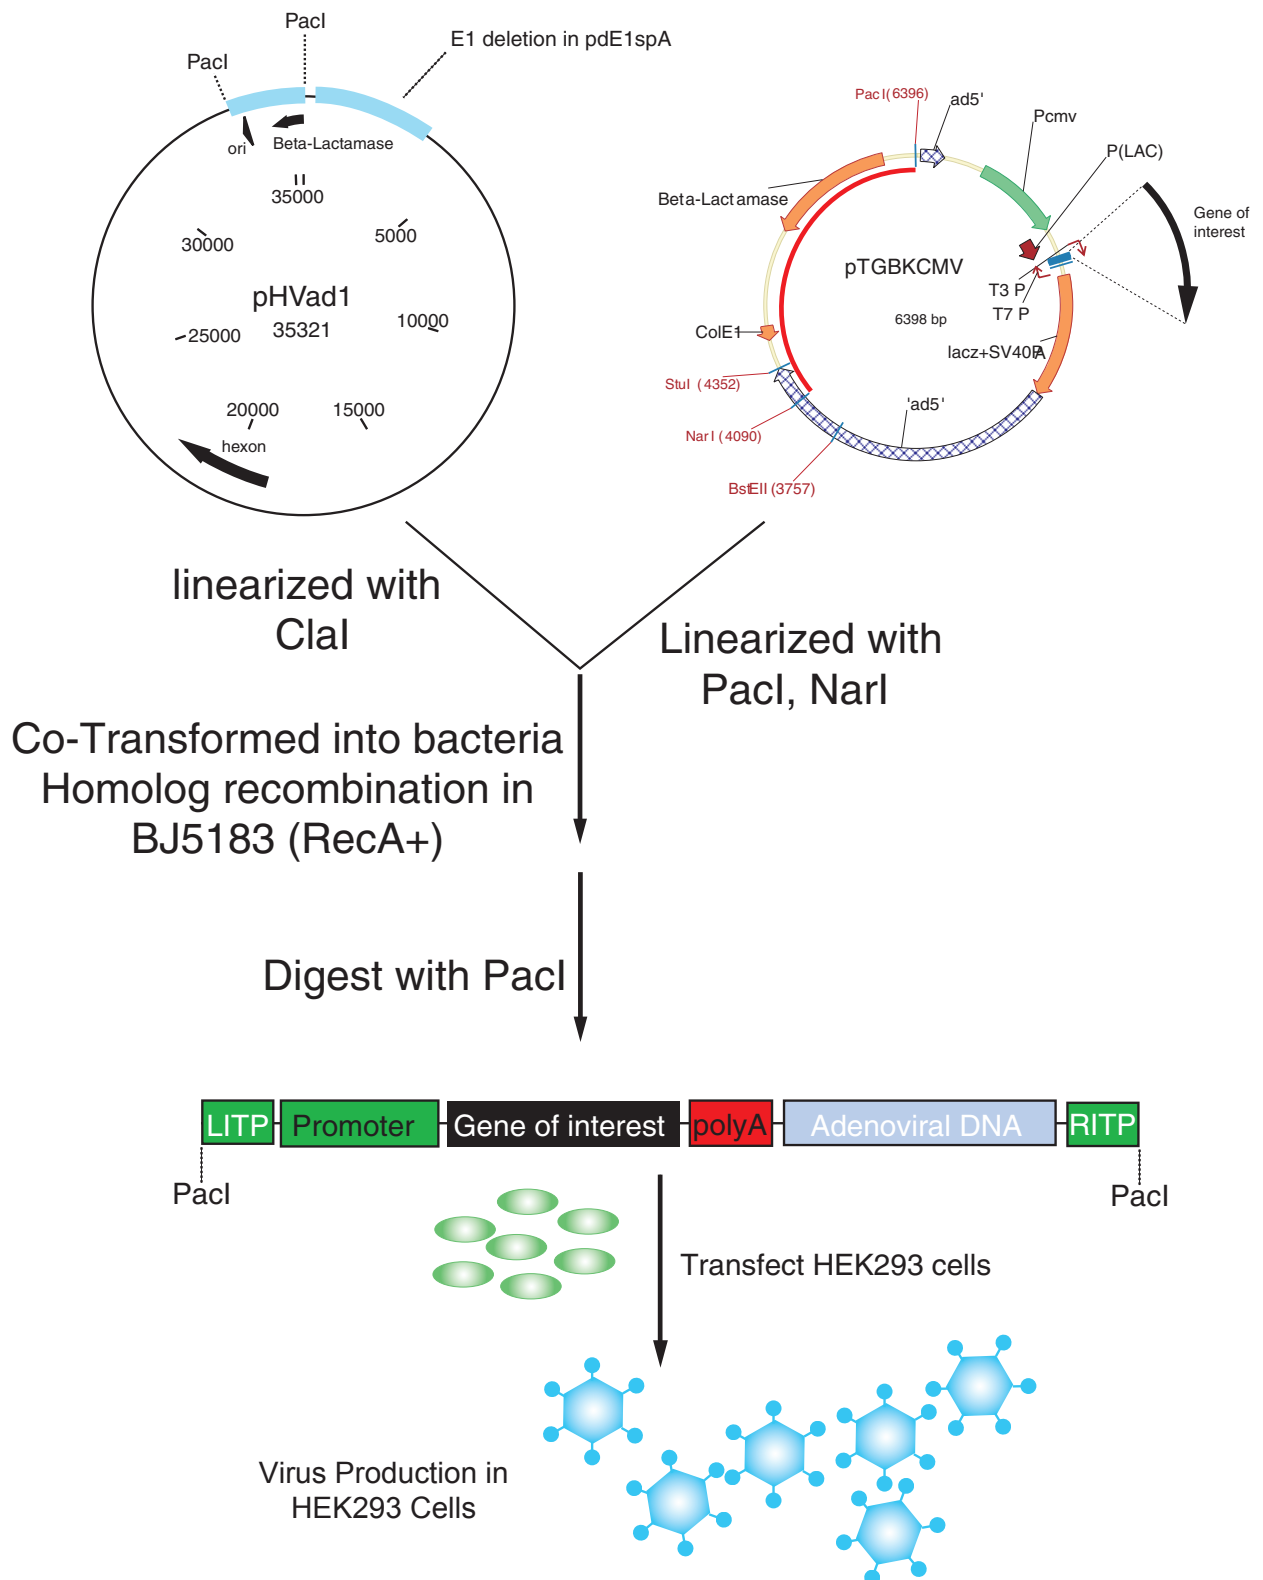 PacI
PacI
E1 deletion in pdE1spA
ori
Beta-Lactamase
35000
30000
5000
pHVad1
35321
25000
10000
20000
15000
hexon
PacI(6396)
ad5'
Pcmv
P(LAC)
Beta-Lactamase
Gene of
interest
pTGBKCMV
T3 P
T7 P
6398 bp
ColE1
lacz+SV40PA
StuI (4352)
'ad5'
NarI(4090)
BstEII(3757)
linearized with
ClaI
Linearized with
PacI, NarI
Co-Transformed into bacteria
Homolog recombination in
BJ5183 (RecA+)
Digest with PacI
LITP
Promoter
Gene of interest
polyA
Adenoviral DNA
RITP
PacI
PacI
Transfect HEK293 cells
Virus Production in
HEK293 Cells